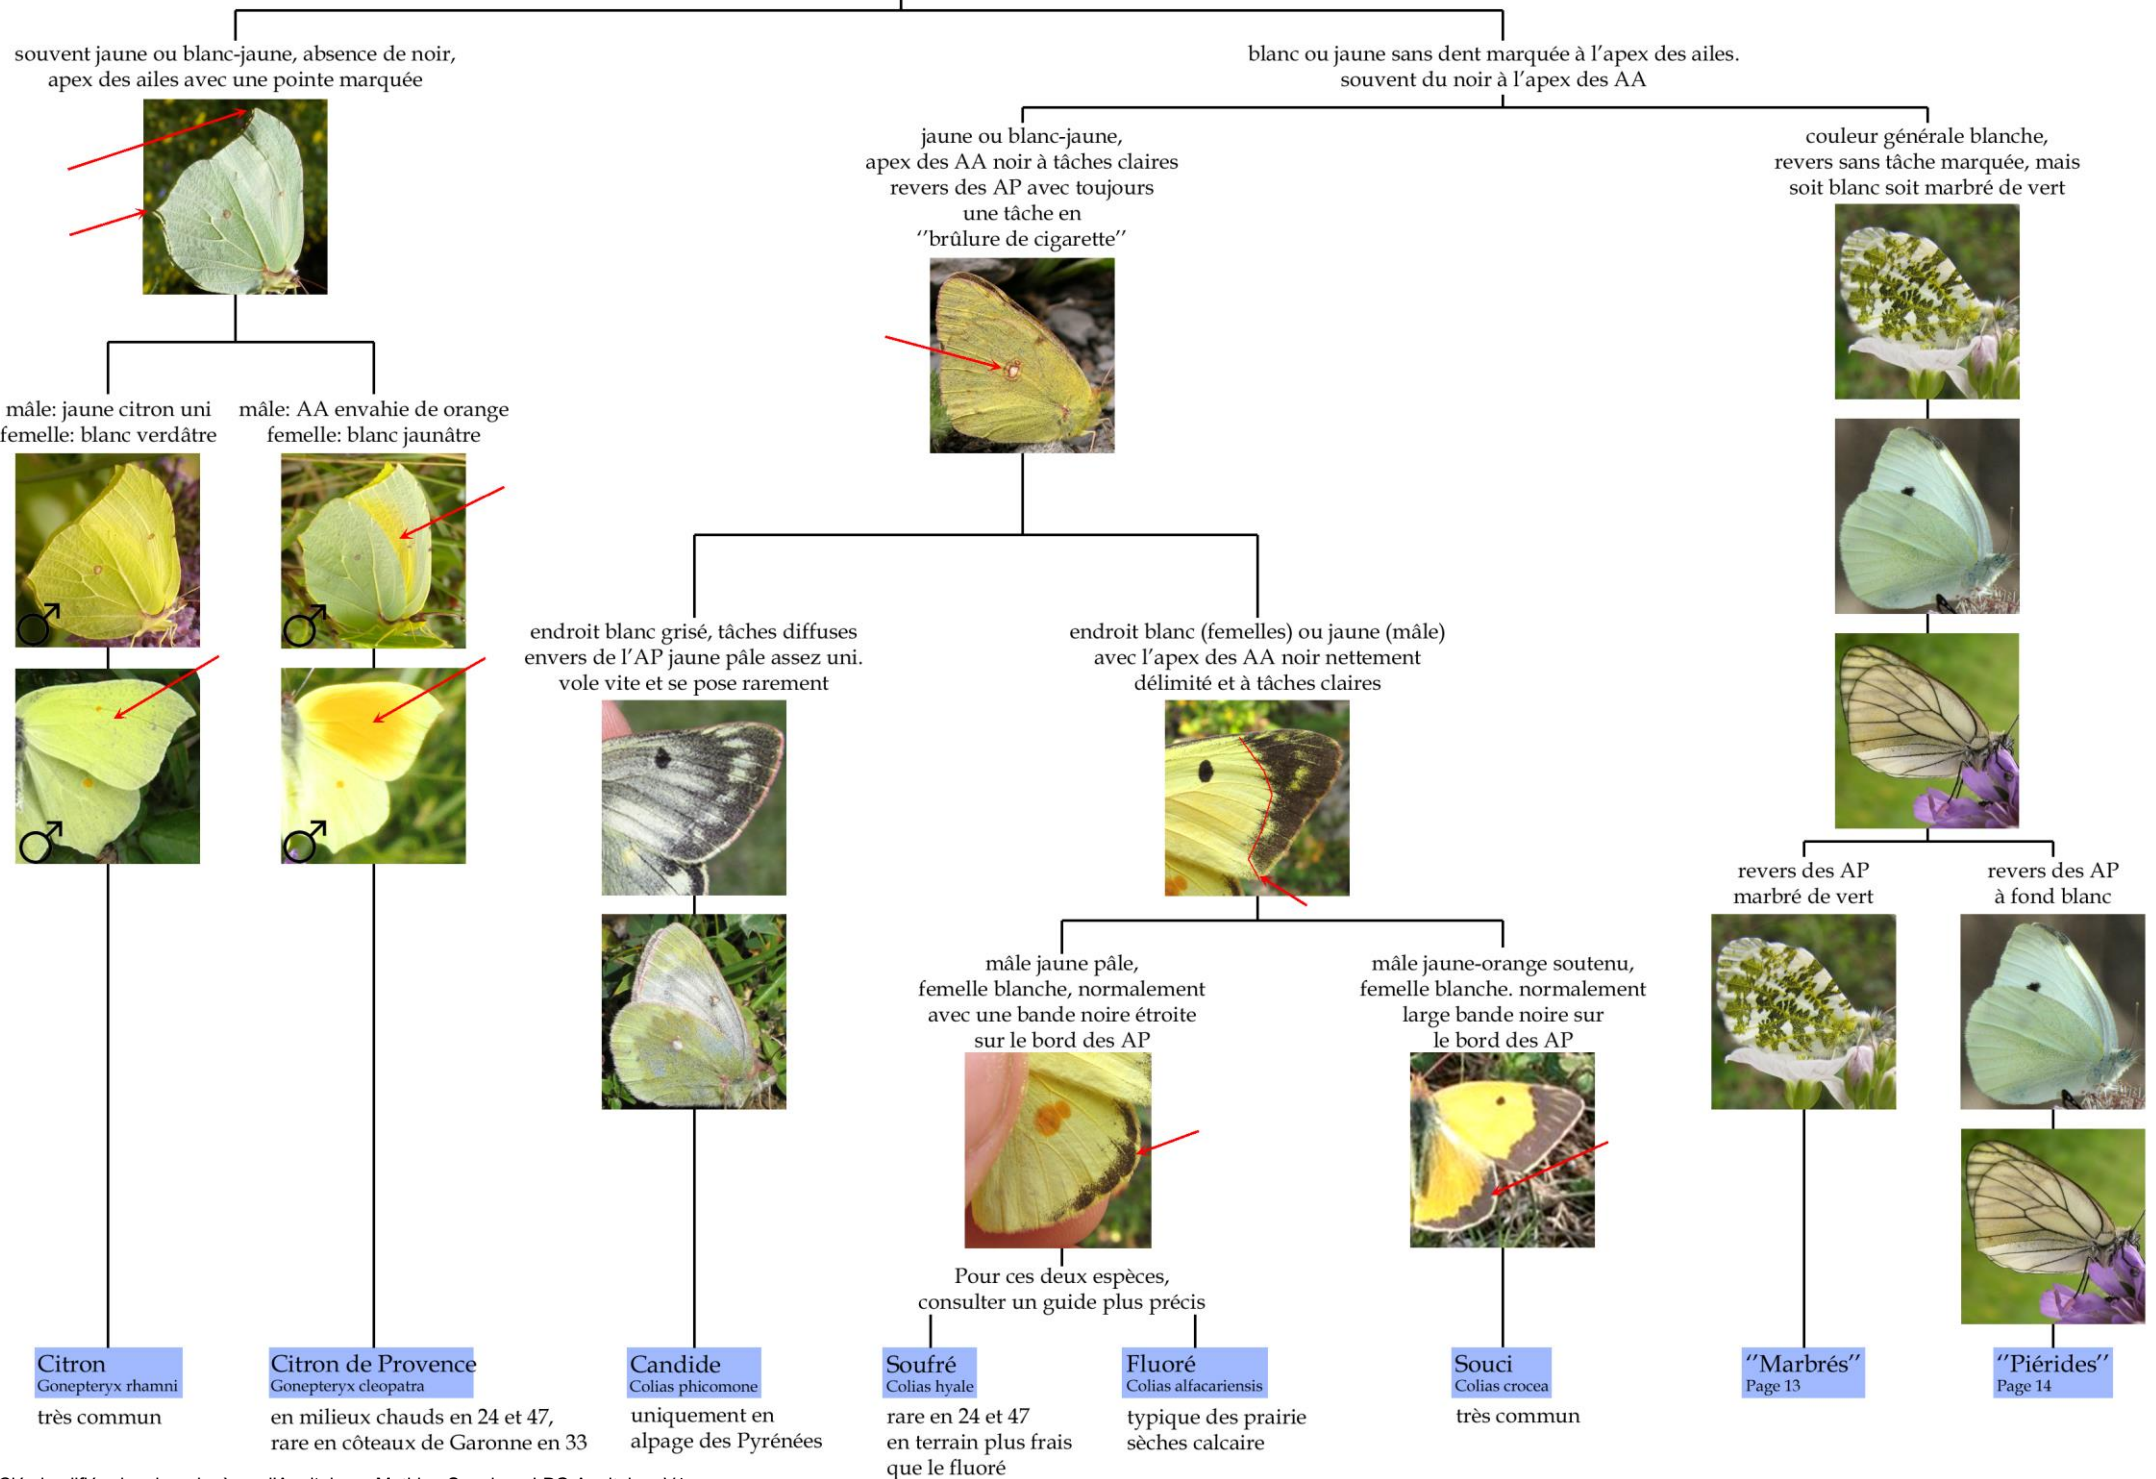 souvent jaune ou blanc-jaune, absence de noir,
apex des ailes avec une pointe marquée
blanc ou jaune sans dent marquée à l'apex des ailes.
souvent du noir à l'apex des AA
jaune ou blanc-jaune,
apex des AA noir à tâches claires
revers des AP avec toujours
une tâche en
‘’brûlure de cigarette’’
couleur générale blanche,
revers sans tâche marquée, mais
soit blanc soit marbré de vert
mâle: jaune citron uni
femelle: blanc verdâtre
mâle: AA envahie de orange
femelle: blanc jaunâtre
endroit blanc grisé, tâches diffuses
envers de l'AP jaune pâle assez uni.
vole vite et se pose rarement
endroit blanc (femelles) ou jaune (mâle)
avec l'apex des AA noir nettement
délimité et à tâches claires
revers des AP
marbré de vert
revers des AP
à fond blanc
mâle jaune pâle,
femelle blanche, normalement
avec une bande noire étroite
sur le bord des AP
mâle jaune-orange soutenu,
femelle blanche. normalement
large bande noire sur
le bord des AP
Pour ces deux espèces,
consulter un guide plus précis
Citron
Gonepteryx rhamni
très commun
Citron de Provence
Gonepteryx cleopatra
en milieux chauds en 24 et 47,
rare en côteaux de Garonne en 33
Candide
Colias phicomone
uniquement en
alpage des Pyrénées
Soufré
Colias hyale
rare en 24 et 47
en terrain plus frais
que le fluoré
Fluoré
Colias alfacariensis
typique des prairie
sèches calcaire
Souci
Colias crocea
très commun
‘’Marbrés’’
Page 13
‘’Piérides’’
Page 14